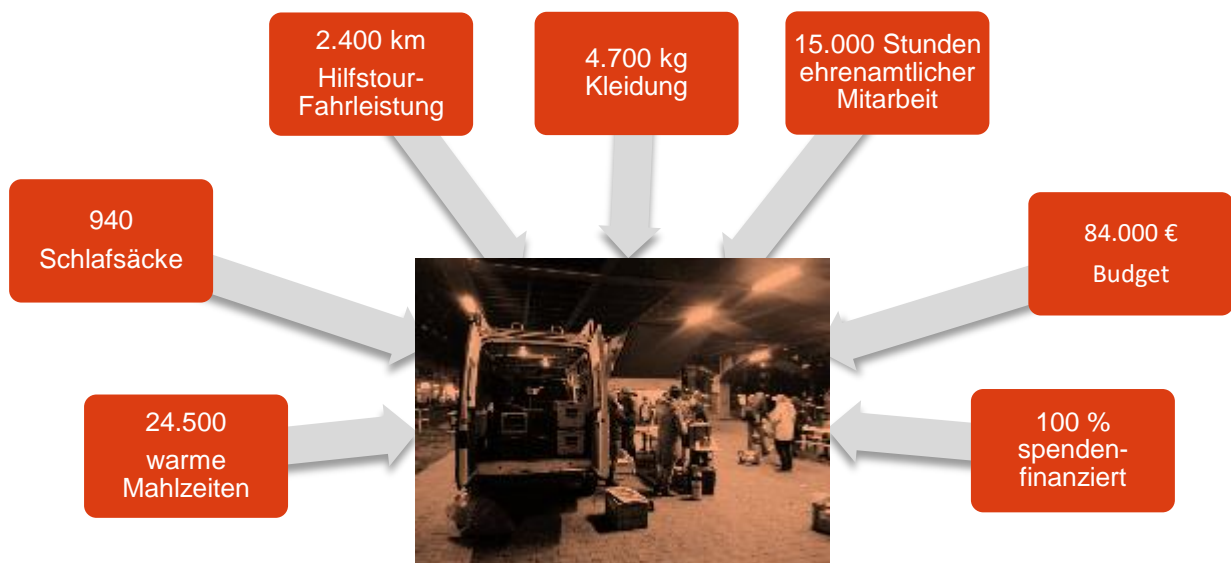 2.400 km
Hilfstour-
Fahrleistung
4.700 kg
Kleidung
15.000 Stunden
ehrenamtlicher
Mitarbeit
940
Schlafsäcke
84.000 €
Budget
24.500
warme
Mahlzeiten
100 %
spenden-
finanziert